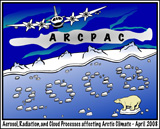 ARCPAC
2008
Aerosol, Radiation, and Cloud Processes affecting Arctic Climate - April 2008